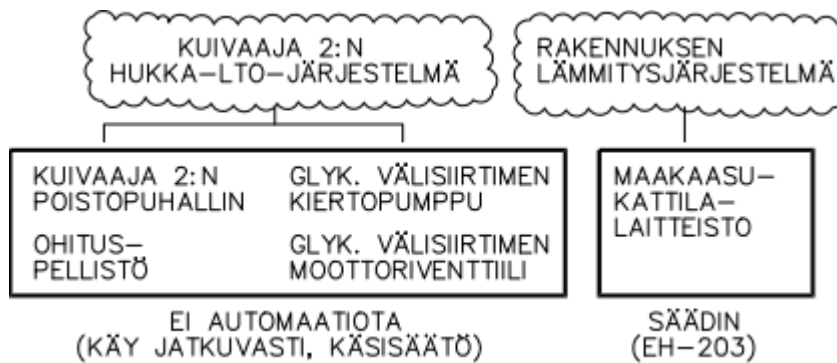 KUIVAAJA 2:N
HUKKA-LTO-JÄRJESTELMÄ
RAKENNUKSEN
LÄMMITYSJÄRJESTELMÄ
KUIVAAJA 2:N
POISTOPUHALLIN
GLYK. VÄLISIIRTIMEN
KIERTOPUMPPU
OHITUS-
PELLISTÖ
GLYK. VÄLISIIRTIMEN
MOOTTORIVENTTIILI
MAAKAASU-
KATTILA-
LAITTEISTO
EI AUTOMAATIOTA
(KÄY JATKUVASTI, KÄSISÄÄTÖ)
SÄÄDIN
(EH-203)